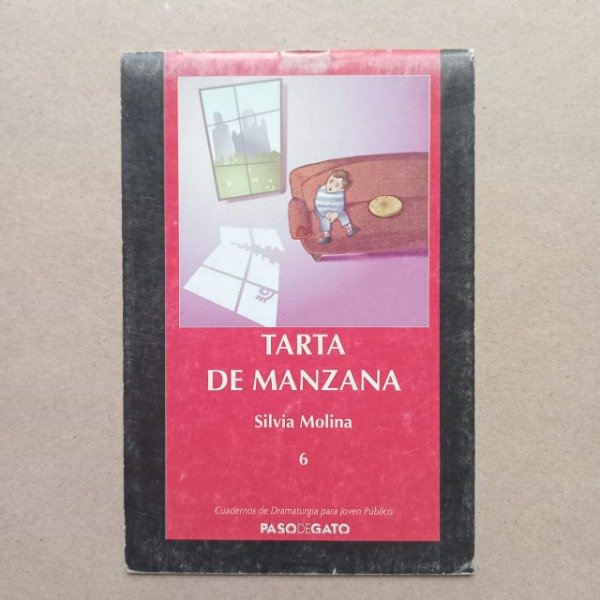 TARTA
DE MANZANA
Silvia Molina
6
Cuadernos de Dramaturgia para Joven Público
PASODEGATO